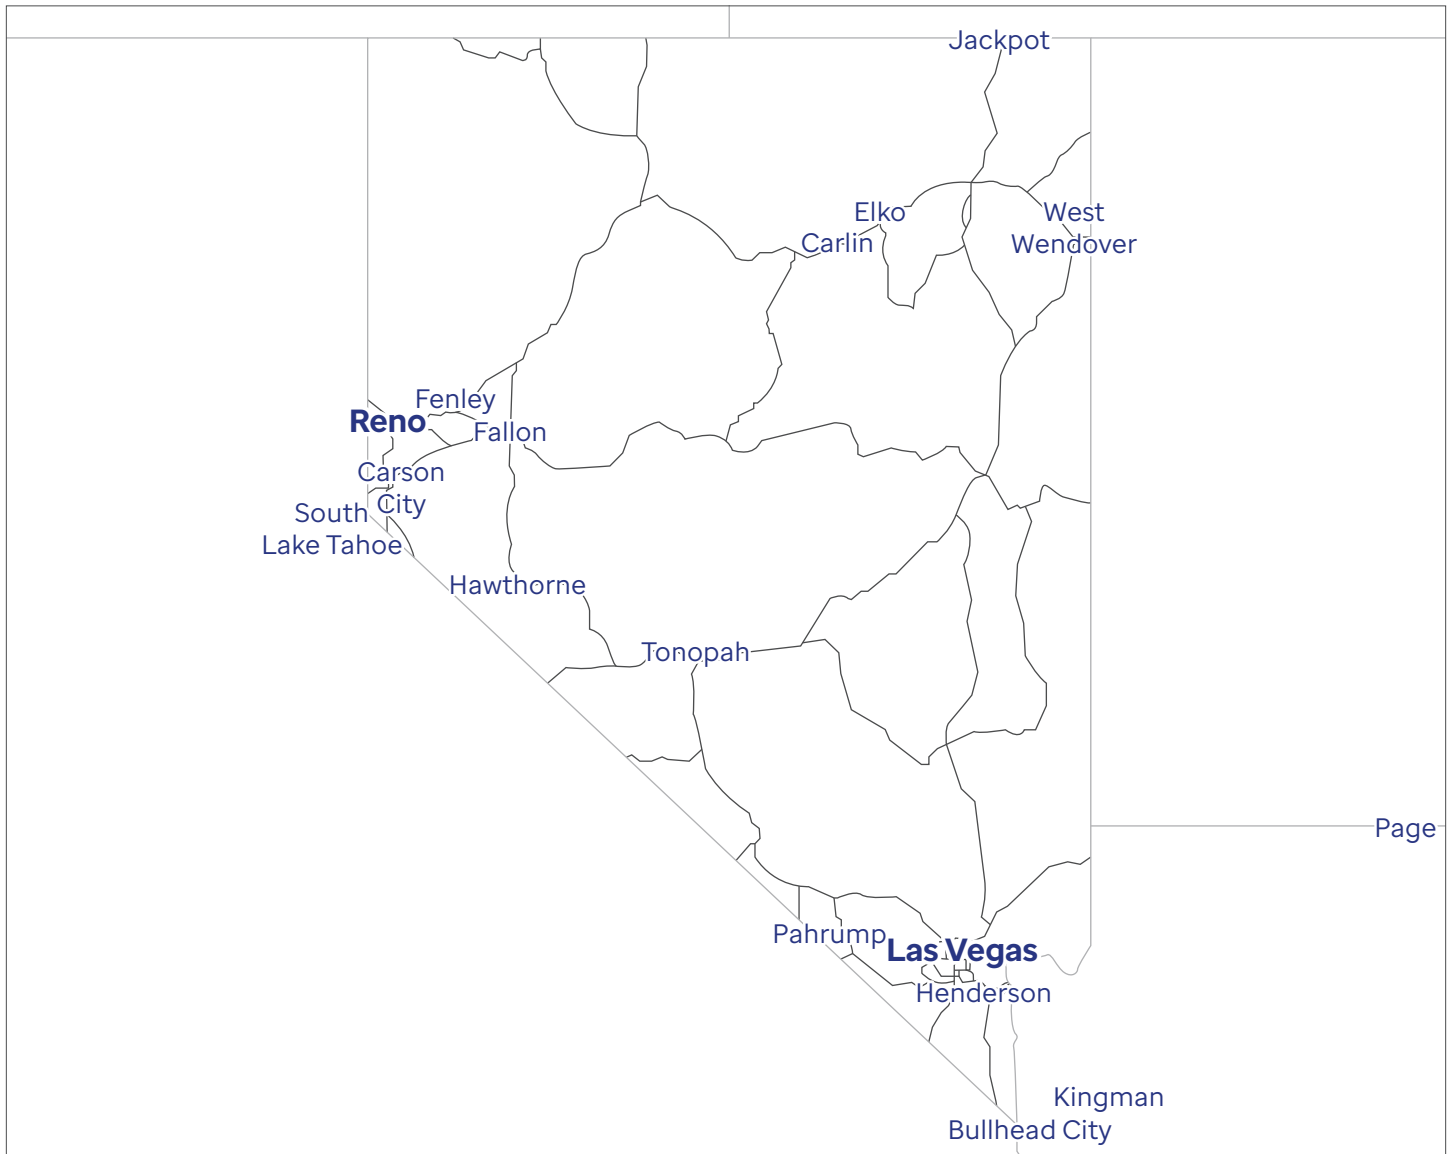 Jackpot
Elko
West
Wendover
Carlin
Fenley
Reno
Fallon
Carson
City
South
Lake Tahoe
Hawthorne
Tonopah
Page
Pahrump
Las Vegas
Henderson
Kingman
Bullhead City